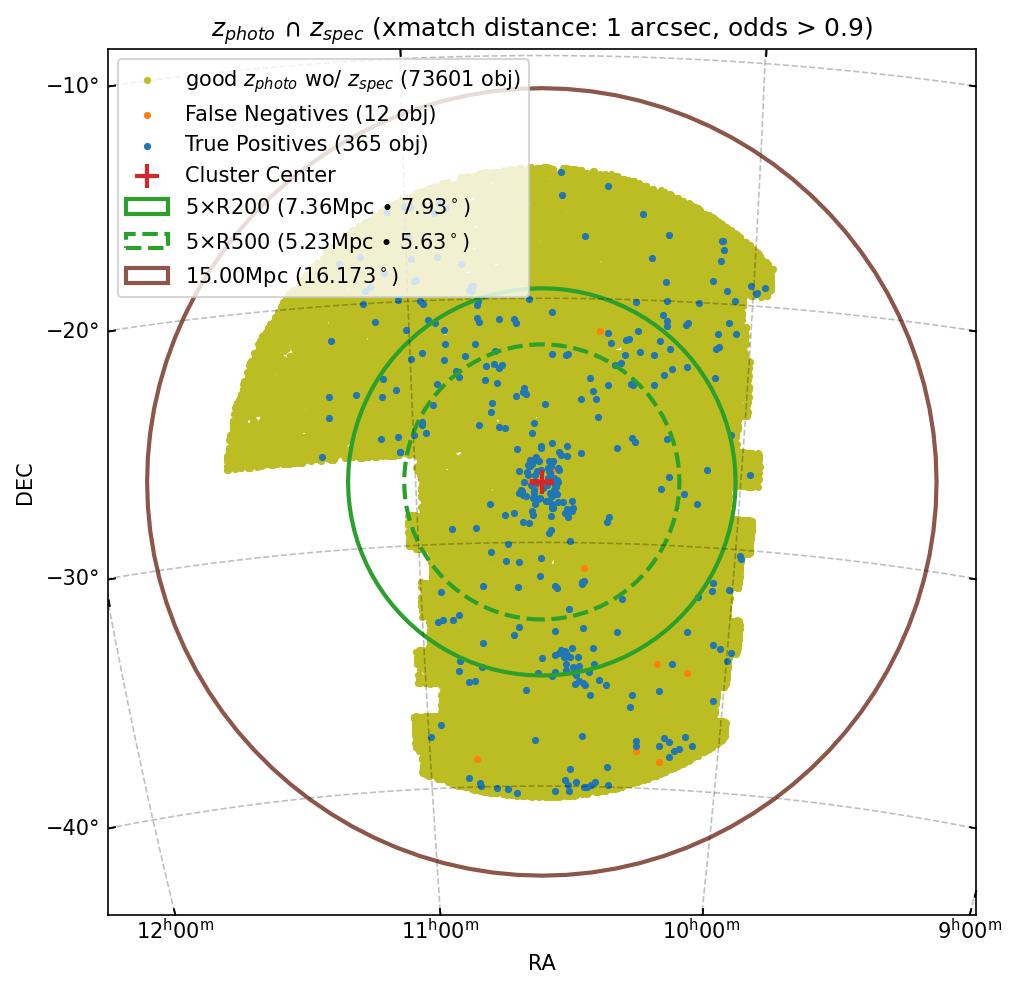 z_photo ∩ z_spec (xmatch distance: 1 arcsec, odds > 0.9)
good z_photo wo/ z_spec (73601 obj)
False Negatives (12 obj)
True Positives (365 obj)
Cluster Center
5×R200 (7.36Mpc • 7.93°)
5×R500 (5.23Mpc • 5.63°)
15.00Mpc (16.173°)
−10°
−20°
−30°
−40°
DEC
12ʰ00ᵐ 11ʰ00ᵐ 10ʰ00ᵐ 9ʰ00ᵐ
RA